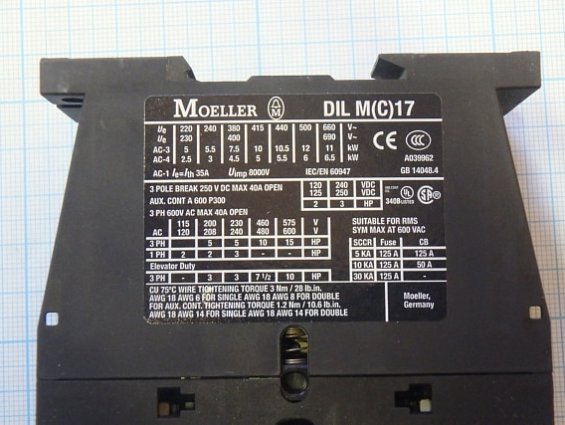 MOELLER DIL M(C)17
Ue 220 240 380 415 440 500 660 V~
Ue 230 400 690 V~
AC-3 5 5.5 7.5 10 10.5 12 11 kW
AC-4 2.5 3 4.5 5 5.5 6 6.5 kW
AC-1 Ie=Ith 35A Uimp 8000V IEC/EN 60947
CE CCC
A039962
GB 14048.4
3 POLE BREAK 250 V DC MAX 40A OPEN
AUX. CONT A 600 P300
3 PH 600V AC MAX 40A OPEN
120 240 VDC
125 250 VDC
2 3 HP
340B
115 200 230 460 575 V
AC 120 208 240 480 600 V
3 PH 5 5 10 15 HP
1 PH 2 3 - - HP
Elevator Duty
3 PH - 3 3 7 1/2 10 HP
SUITABLE FOR RMS
SYM MAX AT 600 VAC
SCCR Fuse CB
5 KA 125 A 125 A
10 KA 125 A 50 A
30 KA 125 A -
CU 75°C WIRE TIGHTENING TORQUE 3 Nm / 28 lb.in.
AWG 18 AWG 6 FOR SINGLE AWG 18 AWG 8 FOR DOUBLE
FOR AUX. CONT. TIGHTENING TORQUE 1.2 Nm / 10.6 lb.in.
AWG 18 AWG 14 FOR SINGLE AWG 18 AWG 14 FOR DOUBLE
Moeller,
Germany